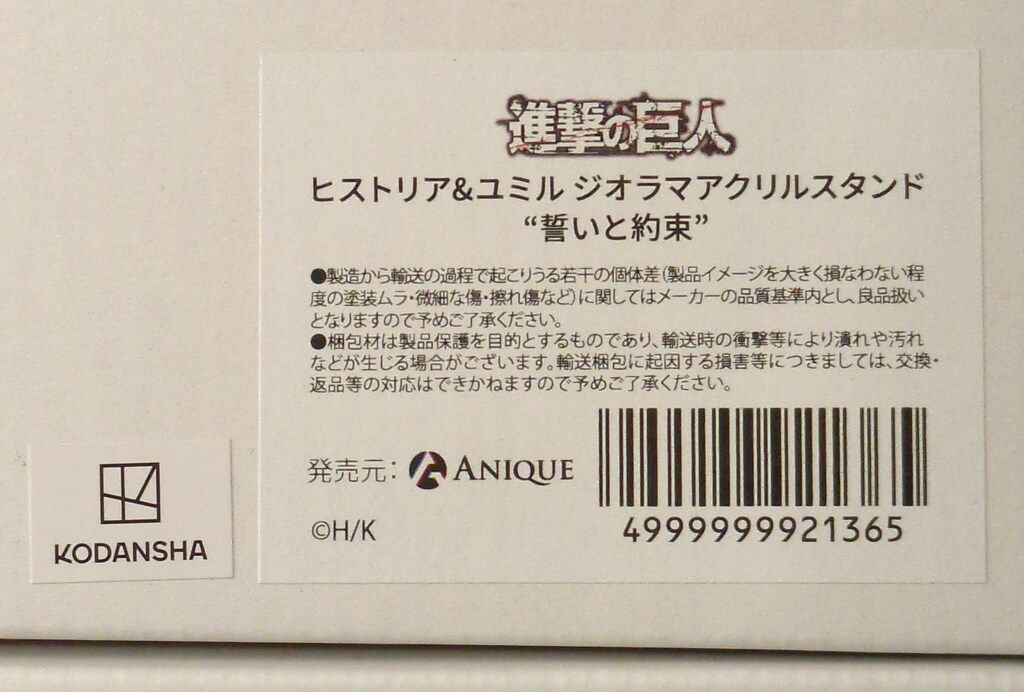 進撃の巨人
ヒストリア&ユミル ジオラマアクリルスタンド
“誓いと約束”
●製造から輸送の過程で起こりうる若干の個体差(製品イメージを大きく損なわない程
度の塗装ムラ・微細な傷・擦れ傷など)に関してはメーカーの品質基準内とし、良品扱い
となりますので予めご了承ください。
●梱包材は製品保護を目的とするものであり、輸送時の衝撃等により潰れや汚れ
などが生じる場合がございます。輸送梱包に起因する損害等につきましては、交換・
返品等の対応はできかねますので予めご了承ください。
発売元: ANIQUE
©H/K
4999999921365
KODANSHA